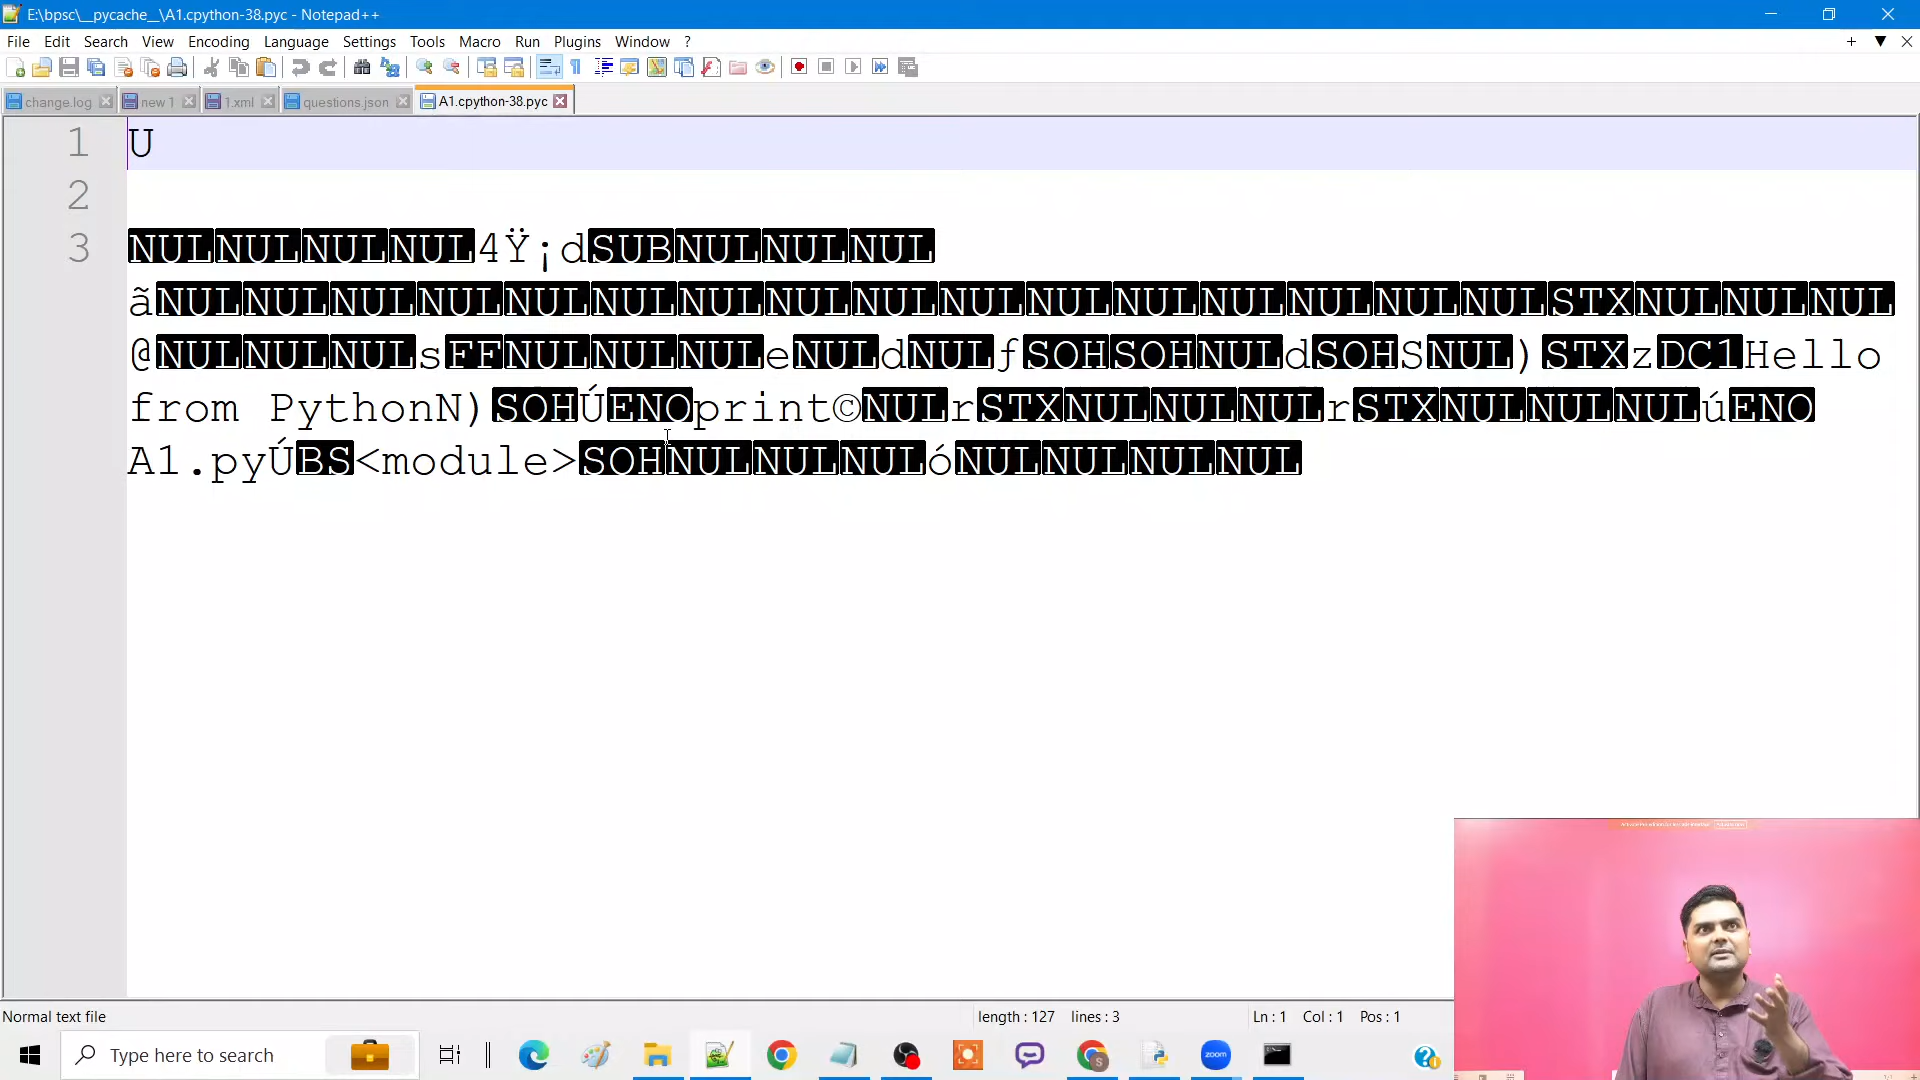 E:\bpsc\__pycache__\A1.cpython-38.pyc - Notepad++
File Edit Search View Encoding Language Settings Tools Macro Run Plugins Window ?
change.log new 1 1.xml questions.json A1.cpython-38.pyc
1 U
2
3 NULNULNULNUL4Ÿ¡dSUBNULNULNUL
ãNULNULNULNULNULNULNULNULNULNULNULNULNULNULNULNULSTXNULNULNUL
@NULNULNULsFFNULNULNULeNULdNULƒSOHSOHNULdSOHSNUL)STXzDC1Hello
from PythonN)SOHÚENQprint©NULrSTXNULNULNULrSTXNULNULNULúENQ
A1.pyÚBS<module>SOHNULNULNULóNULNULNULNUL
Normal text file length : 127 lines : 3 Ln : 1 Col : 1 Pos : 1
Type here to search
zoom